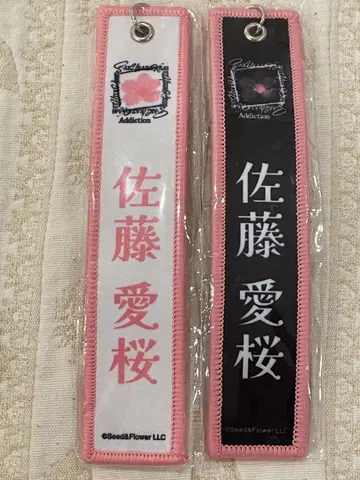 Addiction
佐藤 愛桜
©Seed&Flower LLC
Addiction
佐藤 愛桜
©Seed&Flower LLC